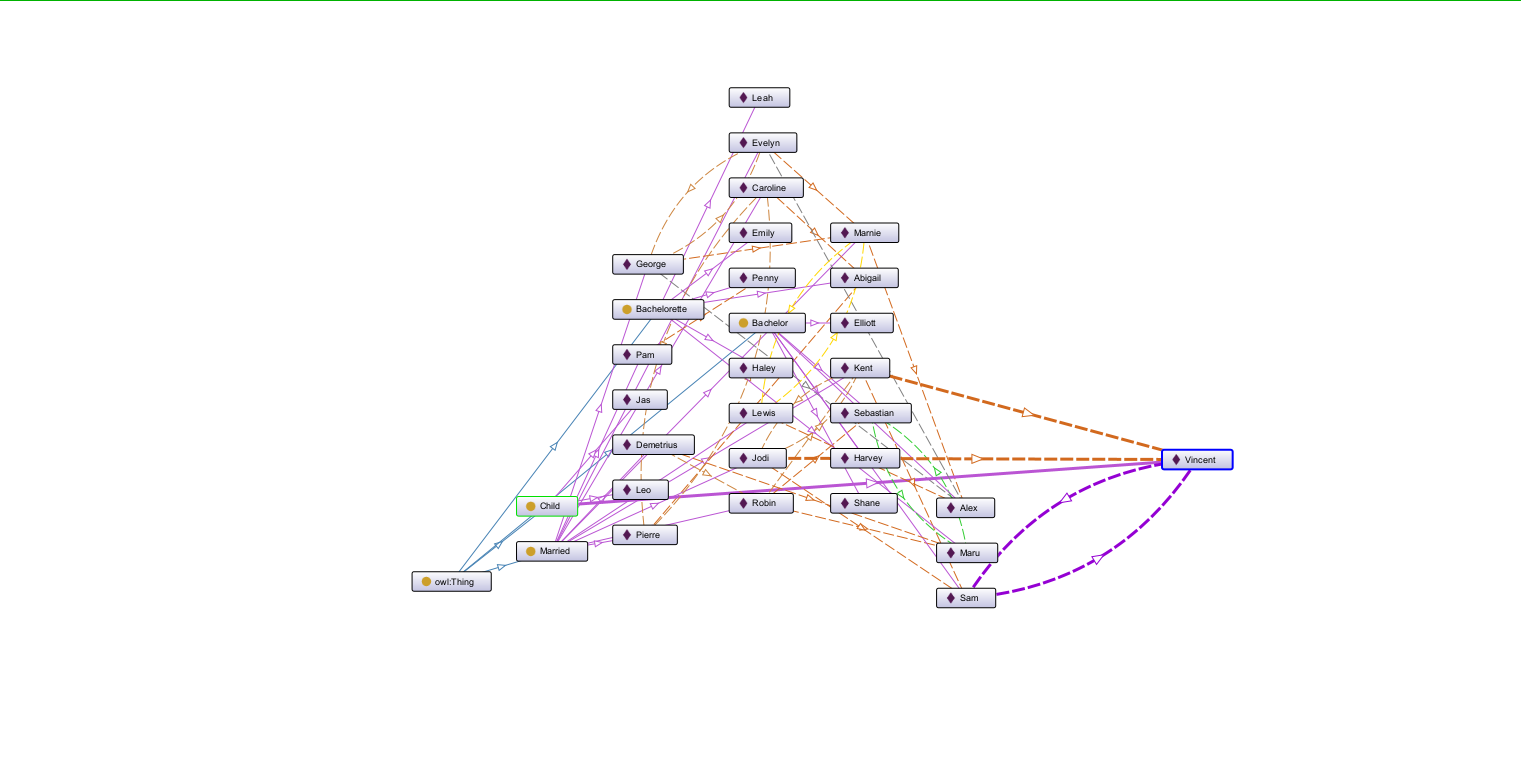 Leah
Evelyn
Caroline
Emily
Marnie
George
Penny
Abigail
Bachelorette
Bachelor
Elliott
Pam
Haley
Kent
Jas
Lewis
Sebastian
Demetrius
Jodi
Harvey
Vincent
Leo
Child
Robin
Shane
Alex
Pierre
Married
Maru
owl:Thing
Sam